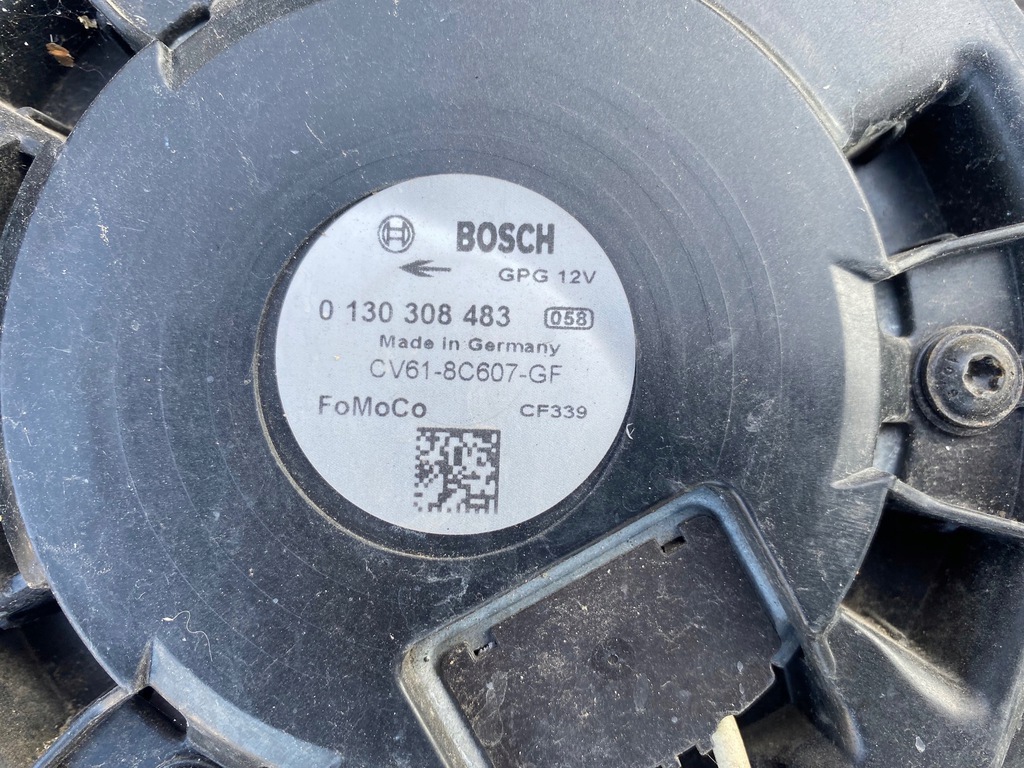 BOSCH
GPG 12V
0 130 308 483 058
Made in Germany
CV61-8C607-GF
FoMoCo CF339